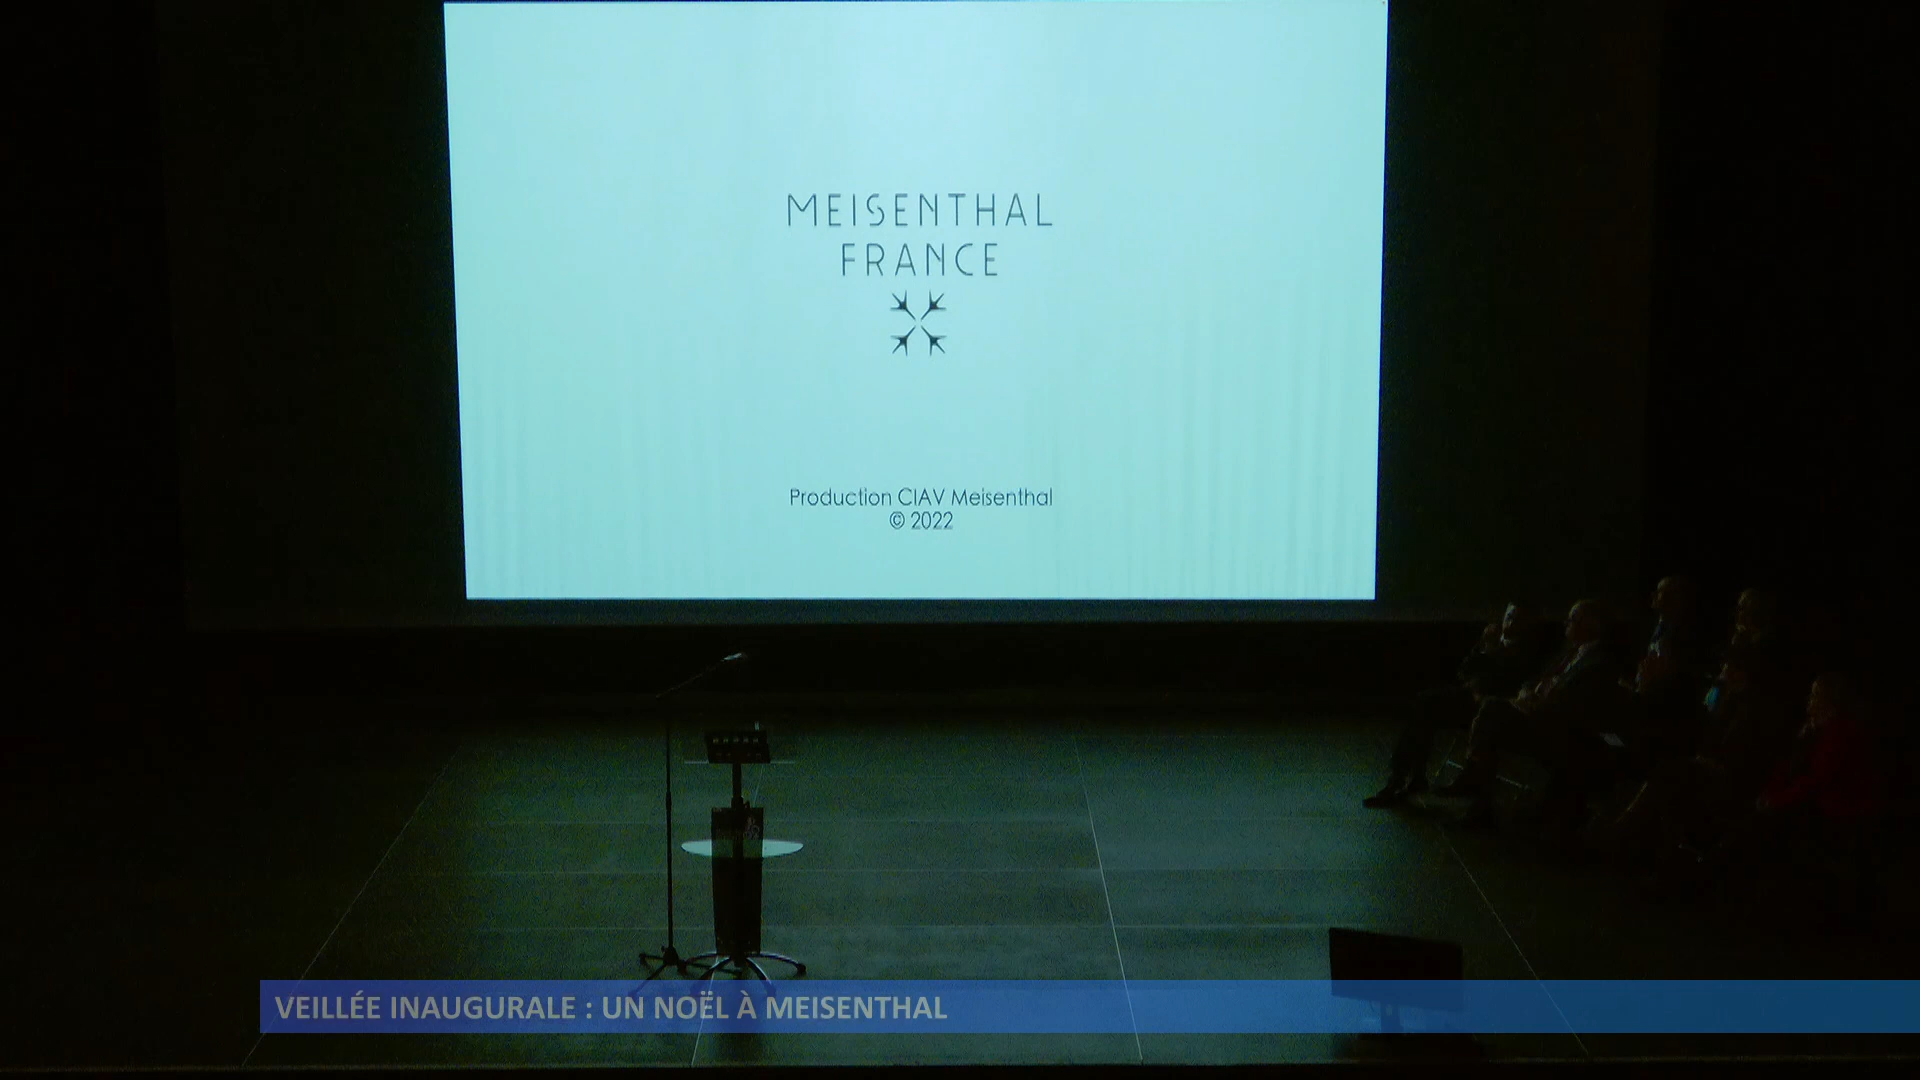 MEISENTHAL
FRANCE
Production CIAV Meisenthal
© 2022
VEILLÉE INAUGURALE : UN NOËL À MEISENTHAL